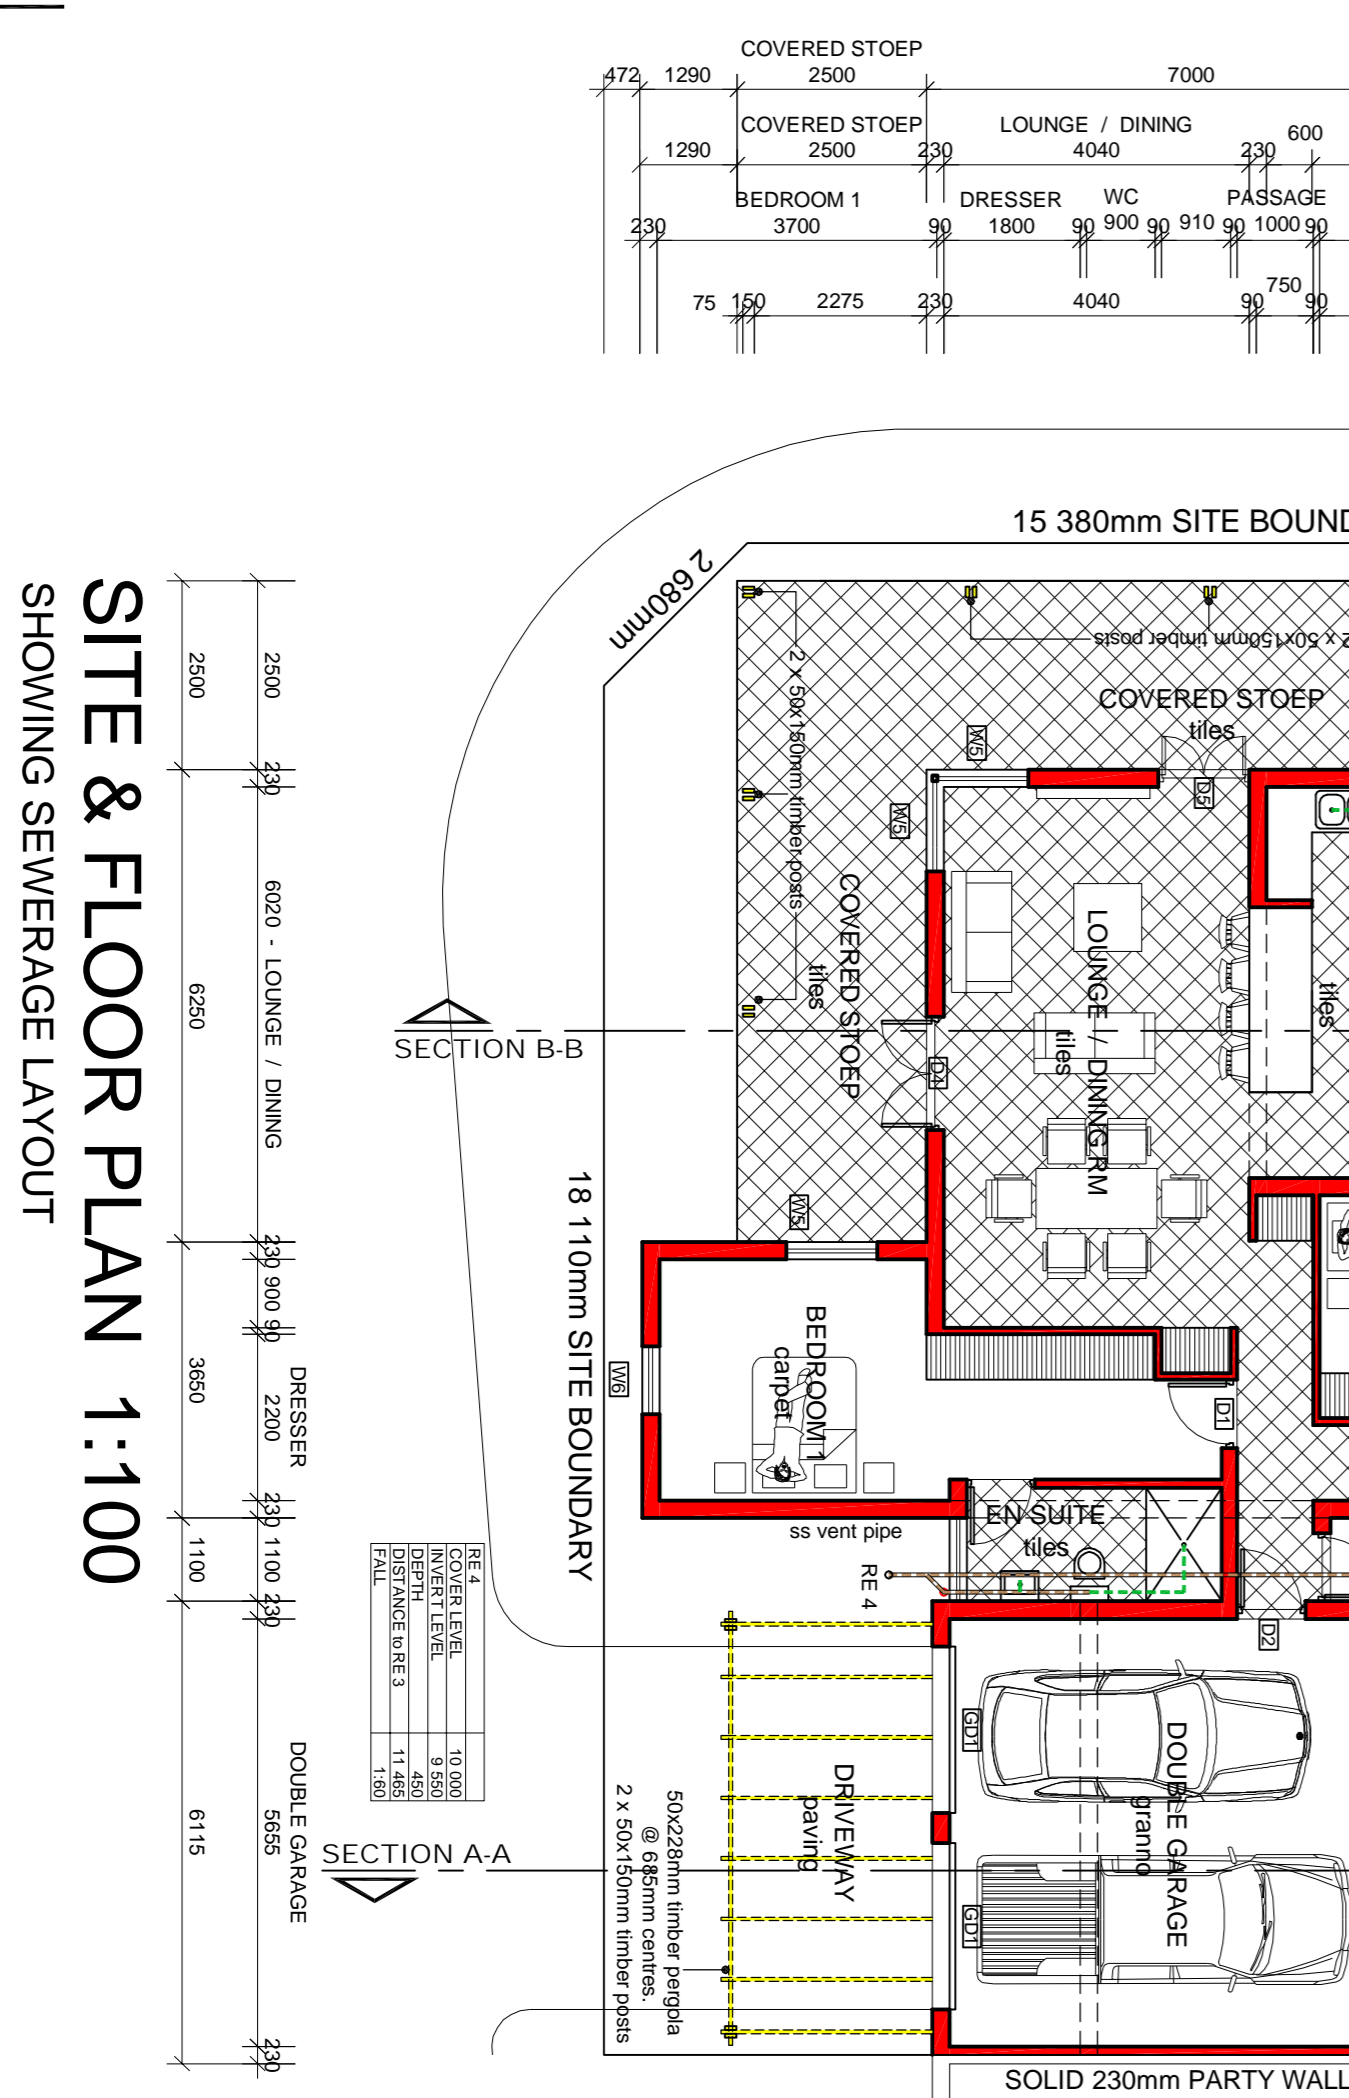 COVERED STOEP
472 1290 2500 7000
COVERED STOEP LOUNGE / DINING 600
1290 2500 230 4040 230
BEDROOM 1 DRESSER WC PASSAGE
230 3700 90 1800 90 900 90 910 90 1000 90
750
75 150 2275 230 4040 90 90
15 380mm SITE BOUND
2 680mm
2 x 50x150mm timber posts
2 x 50x150mm timber posts
COVERED STOEP
tiles
W5
D5
W5
COVERED STOEP
tiles
LOUNGE / DINING RM
tiles
tiles
D4
SECTION B-B
W5
18 110mm SITE BOUNDARY
W6
BEDROOM 1
carpet
D1
EN SUITE
tiles
ss vent pipe
RE 4
D2
RE 4
COVER LEVEL 10 000
INVERT LEVEL 9 550
DEPTH 450
DISTANCE to RE 3 11 465
FALL 1:60
GD1
GD1
DOUBLE GARAGE
granno
DRIVEWAY
paving
50x228mm timber pergola
@ 685mm centres.
2 x 50x150mm timber posts
SECTION A-A
SOLID 230mm PARTY WALL
DRESSER
DOUBLE GARAGE
2500 230 6020 - LOUNGE / DINING 230 900 90 2200 230 1100 230 5655 230
2500 6250 3650 1100 6115
SITE & FLOOR PLAN 1:100
SHOWING SEWERAGE LAYOUT